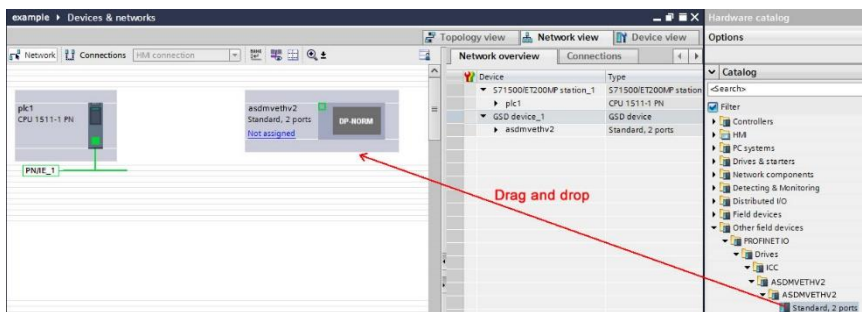 example ▸ Devices & networks
Hardware catalog
Topology view
Network view
Device view
Options
Network
Connections
HMI connection
Network overview
Connections
Catalog
Device
Type
<Search>
S71500/ET200MP station_1
S71500/ET200MP station
Filter
plc1
CPU 1511-1 PN
GSD device_1
GSD device
asdmvethv2
Standard, 2 ports
plc1
CPU 1511-1 PN
asdmvethv2
Standard, 2 ports
Not assigned
DP-NORM
PN/IE_1
Drag and drop
Controllers
HMI
PC systems
Drives & starters
Network components
Detecting & Monitoring
Distributed I/O
Field devices
Other field devices
PROFINET IO
Drives
ICC
ASDMVETHV2
ASDMVETHV2
Standard, 2 ports